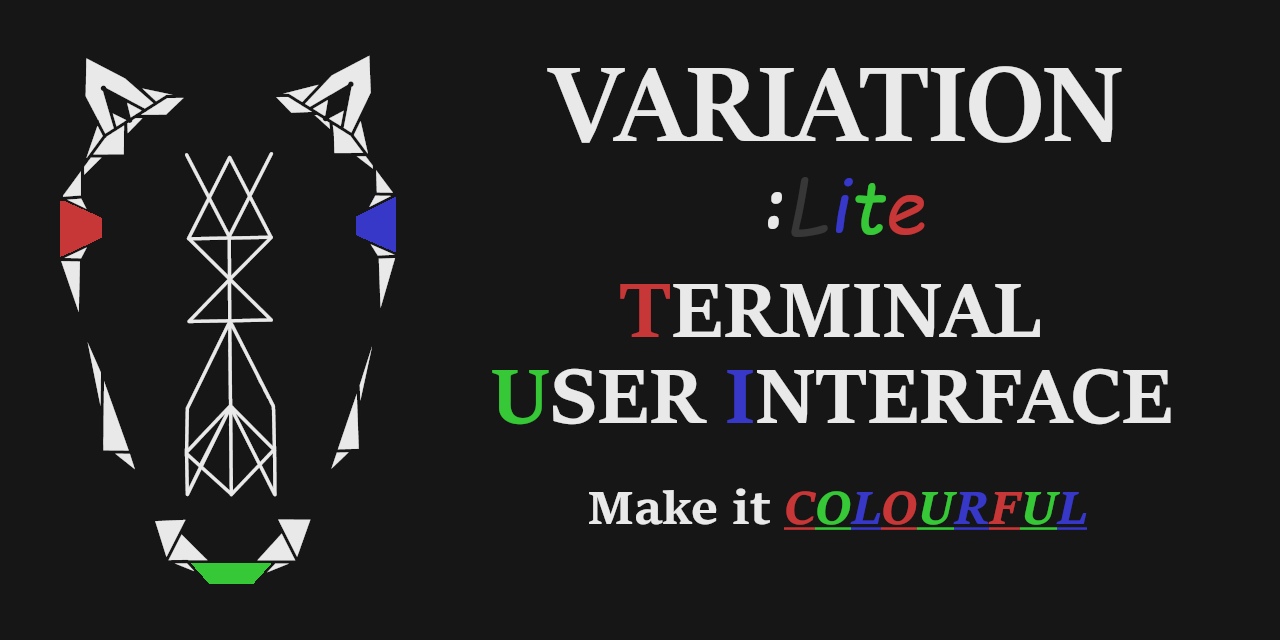 VARIATION
:Lite
TERMINAL
USER INTERFACE
Make it COLOURFUL